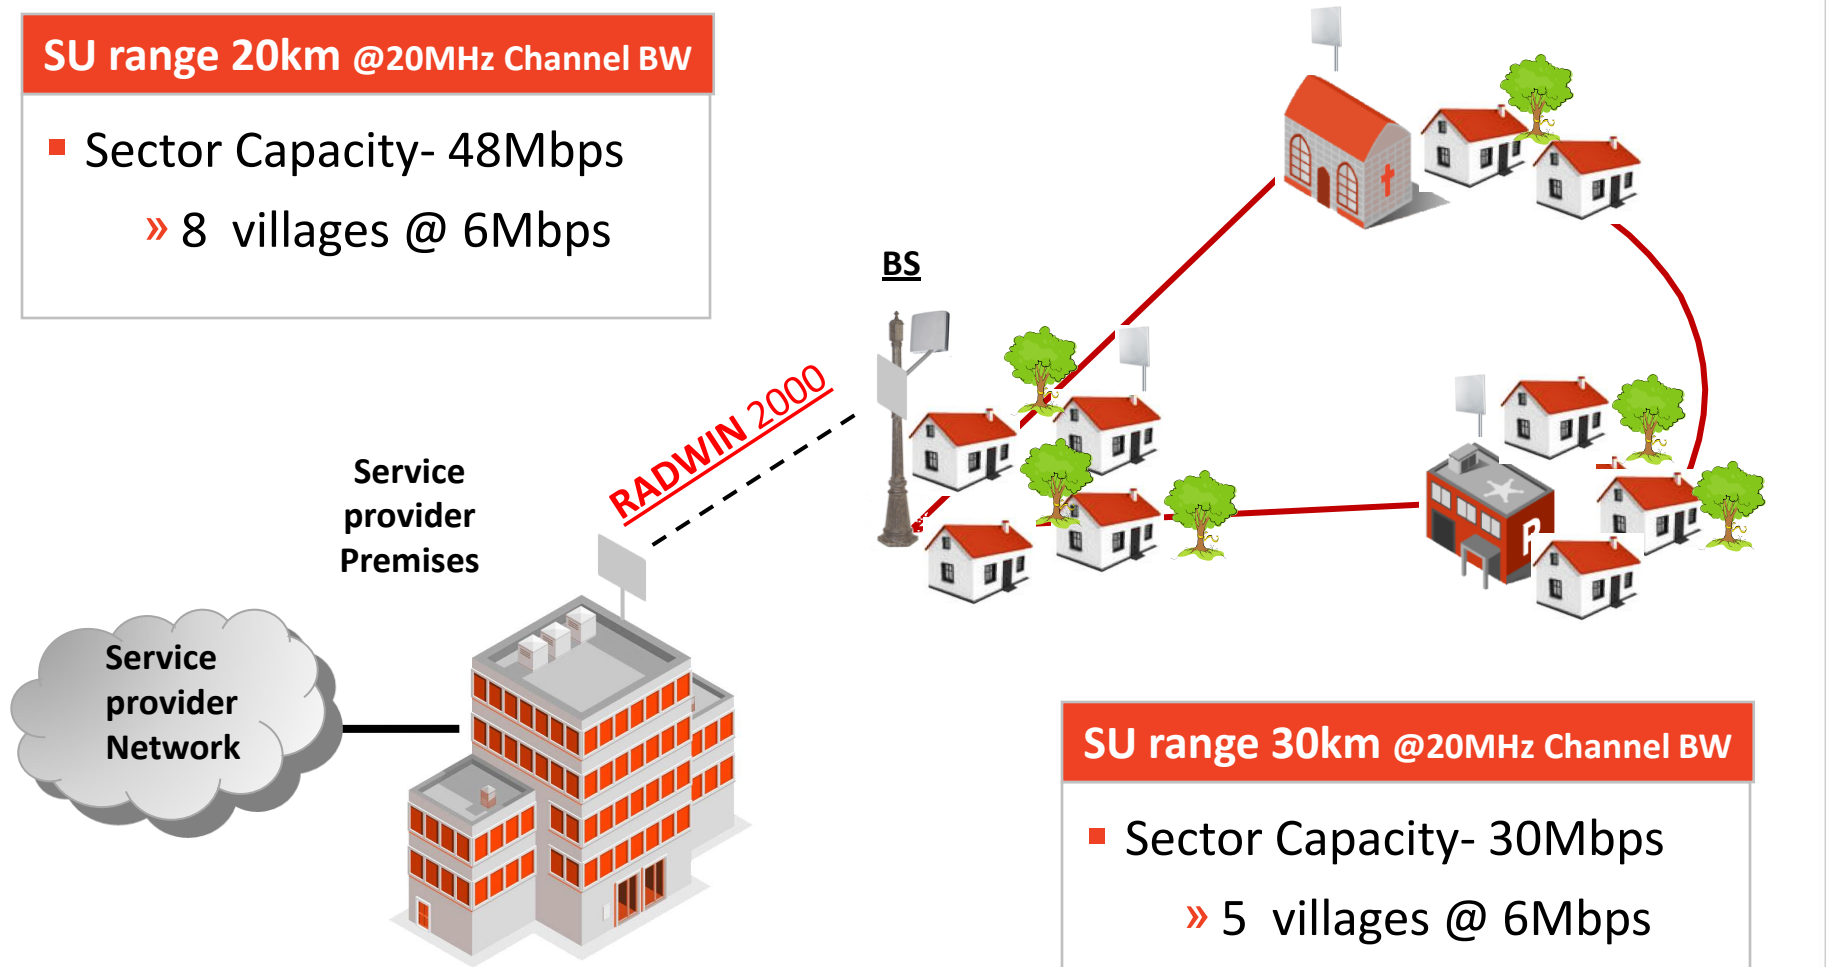 SU range 20km @20MHz Channel BW
▪ Sector Capacity- 48Mbps
» 8 villages @ 6Mbps
BS
RADWIN 2000
Service
provider
Premises
Service
provider
Network
SU range 30km @20MHz Channel BW
▪ Sector Capacity- 30Mbps
» 5 villages @ 6Mbps